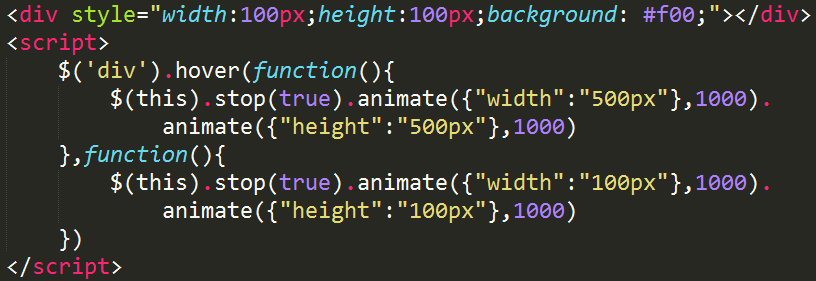 <div style="width:100px;height:100px;background: #f00;"></div>
<script>
    $('div').hover(function(){
        $(this).stop(true).animate({"width":"500px"},1000).
            animate({"height":"500px"},1000)
    },function(){
        $(this).stop(true).animate({"width":"100px"},1000).
            animate({"height":"100px"},1000)
    })
</script>